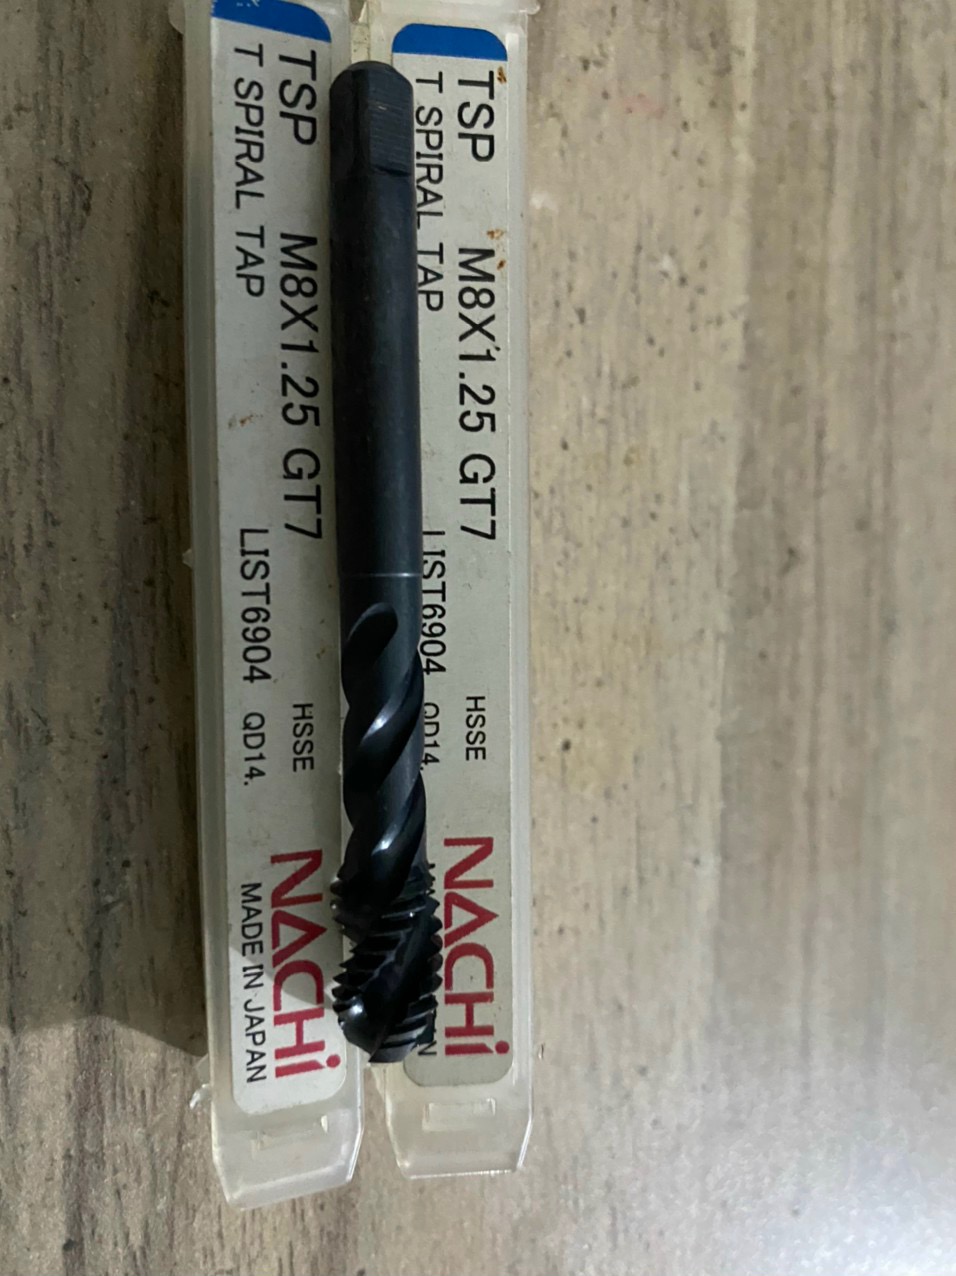 TSP M8X1.25 GT7 HSSE NACHi
T SPIRAL TAP LIST6904 QD14. MADE IN JAPAN
TSP M8X1.25 GT7 HSSE NACHi
T SPIRAL TAP LIST6904 QD14.